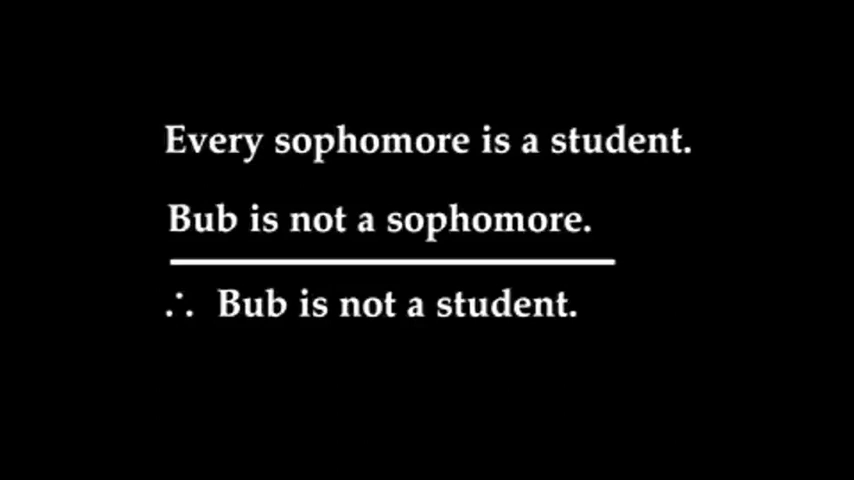 Every sophomore is a student.
Bub is not a sophomore.
∴ Bub is not a student.